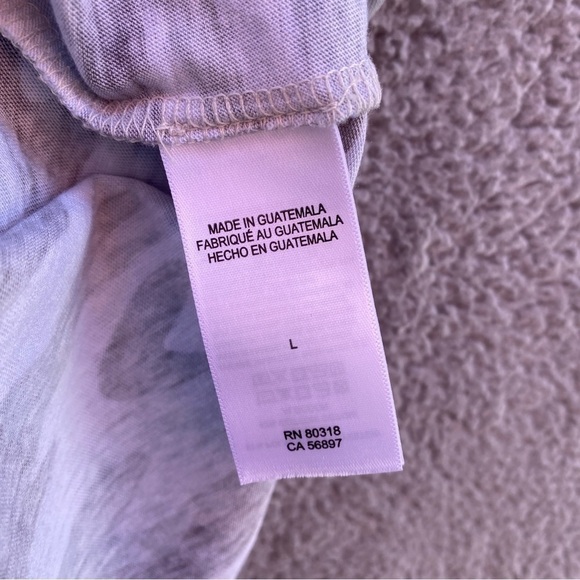 MADE IN GUATEMALA
FABRIQUÉ AU GUATEMALA
HECHO EN GUATEMALA
L
RN 80318
CA 56897